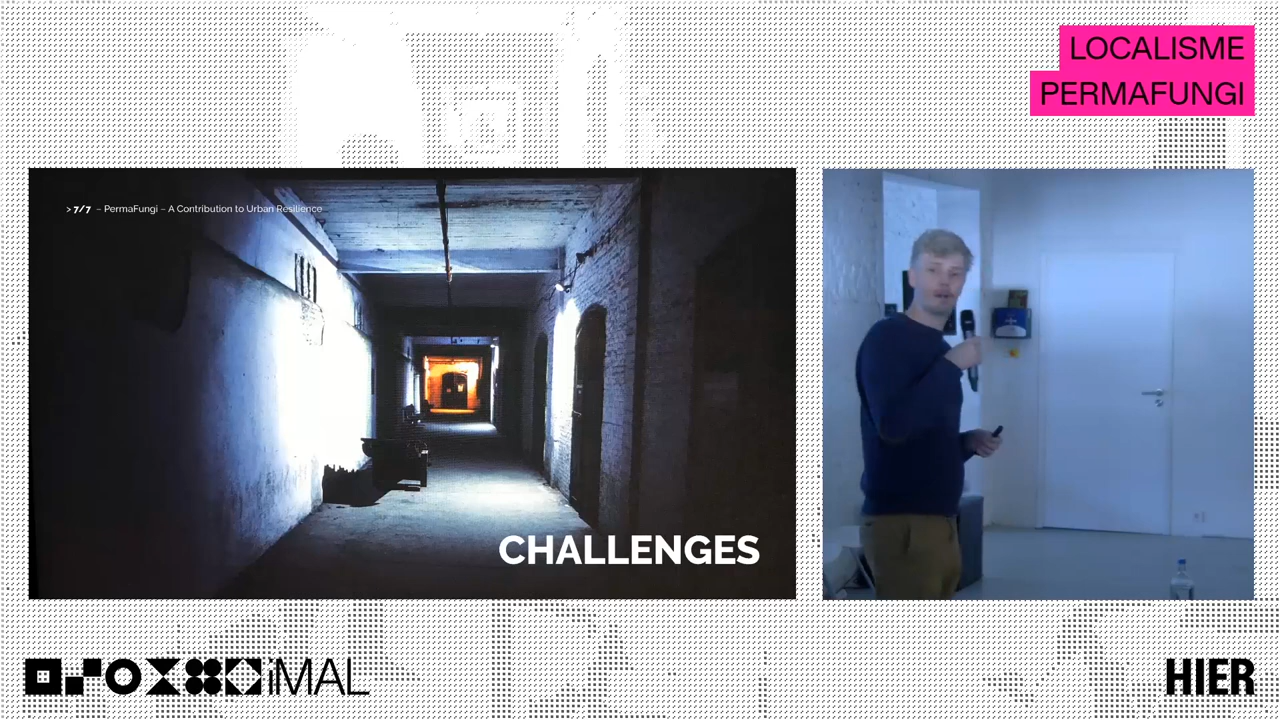 LOCALISME
PERMAFUNGI
> 7/7 – PermaFungi – A Contribution to Urban Resilience
CHALLENGES
iMAL
HIER